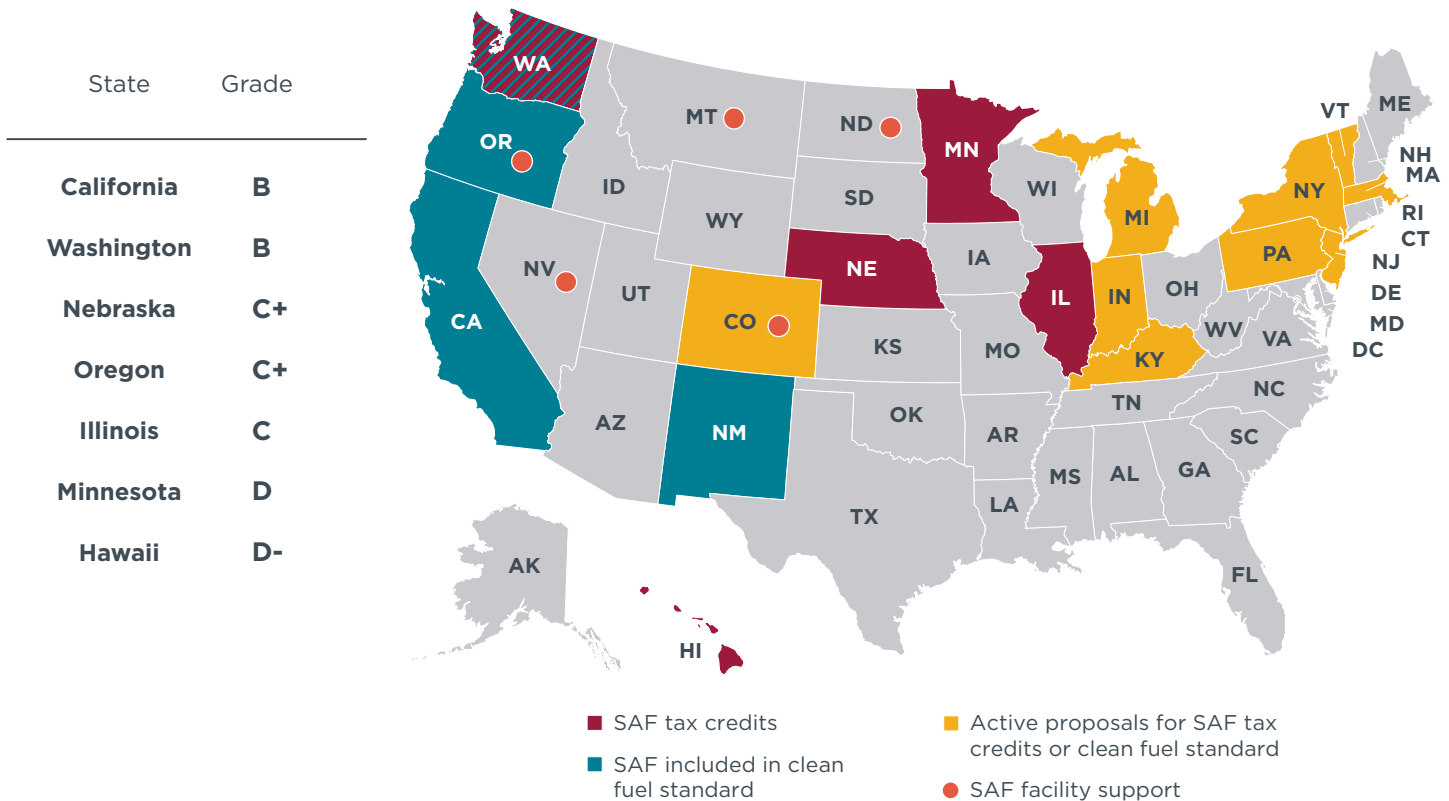 State Grade
California B
Washington B
Nebraska C+
Oregon C+
Illinois C
Minnesota D
Hawaii D-
WA
OR
CA
NV
ID
MT
WY
UT
AZ
CO
NM
ND
SD
NE
KS
OK
TX
MN
IA
MO
AR
LA
WI
IL
MI
IN
OH
KY
TN
MS
AL
GA
FL
SC
NC
VA
WV
PA
NY
VT
ME
NH
MA
RI
CT
NJ
DE
MD
DC
AK
HI
SAF tax credits
SAF included in clean
fuel standard
Active proposals for SAF tax
credits or clean fuel standard
SAF facility support